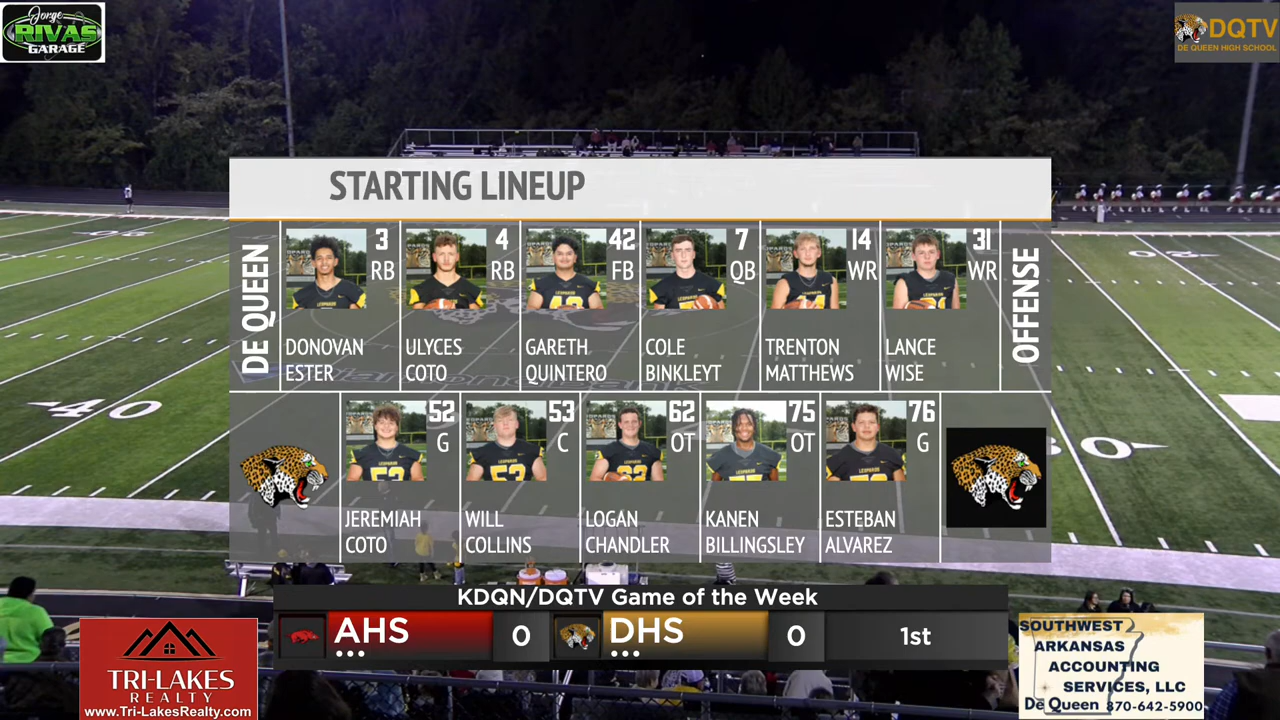 Jorge
RIVAS
GARAGE
DQTV
DE QUEEN HIGH SCHOOL
STARTING LINEUP
DE QUEEN
OFFENSE
3
RB
DONOVAN
ESTER
4
RB
ULYCES
COTO
42
FB
GARETH
QUINTERO
7
QB
COLE
BINKLEYT
14
WR
TRENTON
MATTHEWS
31
WR
LANCE
WISE
52
G
JEREMIAH
COTO
53
C
WILL
COLLINS
62
OT
LOGAN
CHANDLER
75
OT
KANEN
BILLINGSLEY
76
G
ESTEBAN
ALVAREZ
40
30
KDQN/DQTV Game of the Week
AHS 0 DHS 0 1st
TRI-LAKES
REALTY
www.Tri-LakesRealty.com
SOUTHWEST
ARKANSAS
ACCOUNTING
SERVICES, LLC
De Queen 870-642-5900